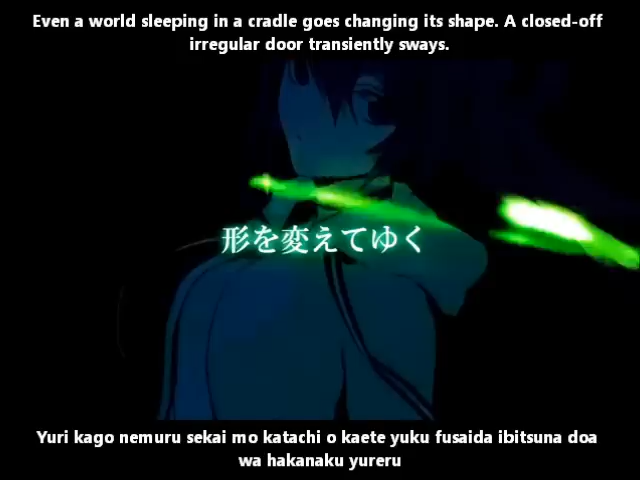 Even a world sleeping in a cradle goes changing its shape. A closed-off
irregular door transiently sways.
形を変えてゆく
Yuri kago nemuru sekai mo katachi o kaete yuku fusaida ibitsuna doa
wa hakanaku yureru